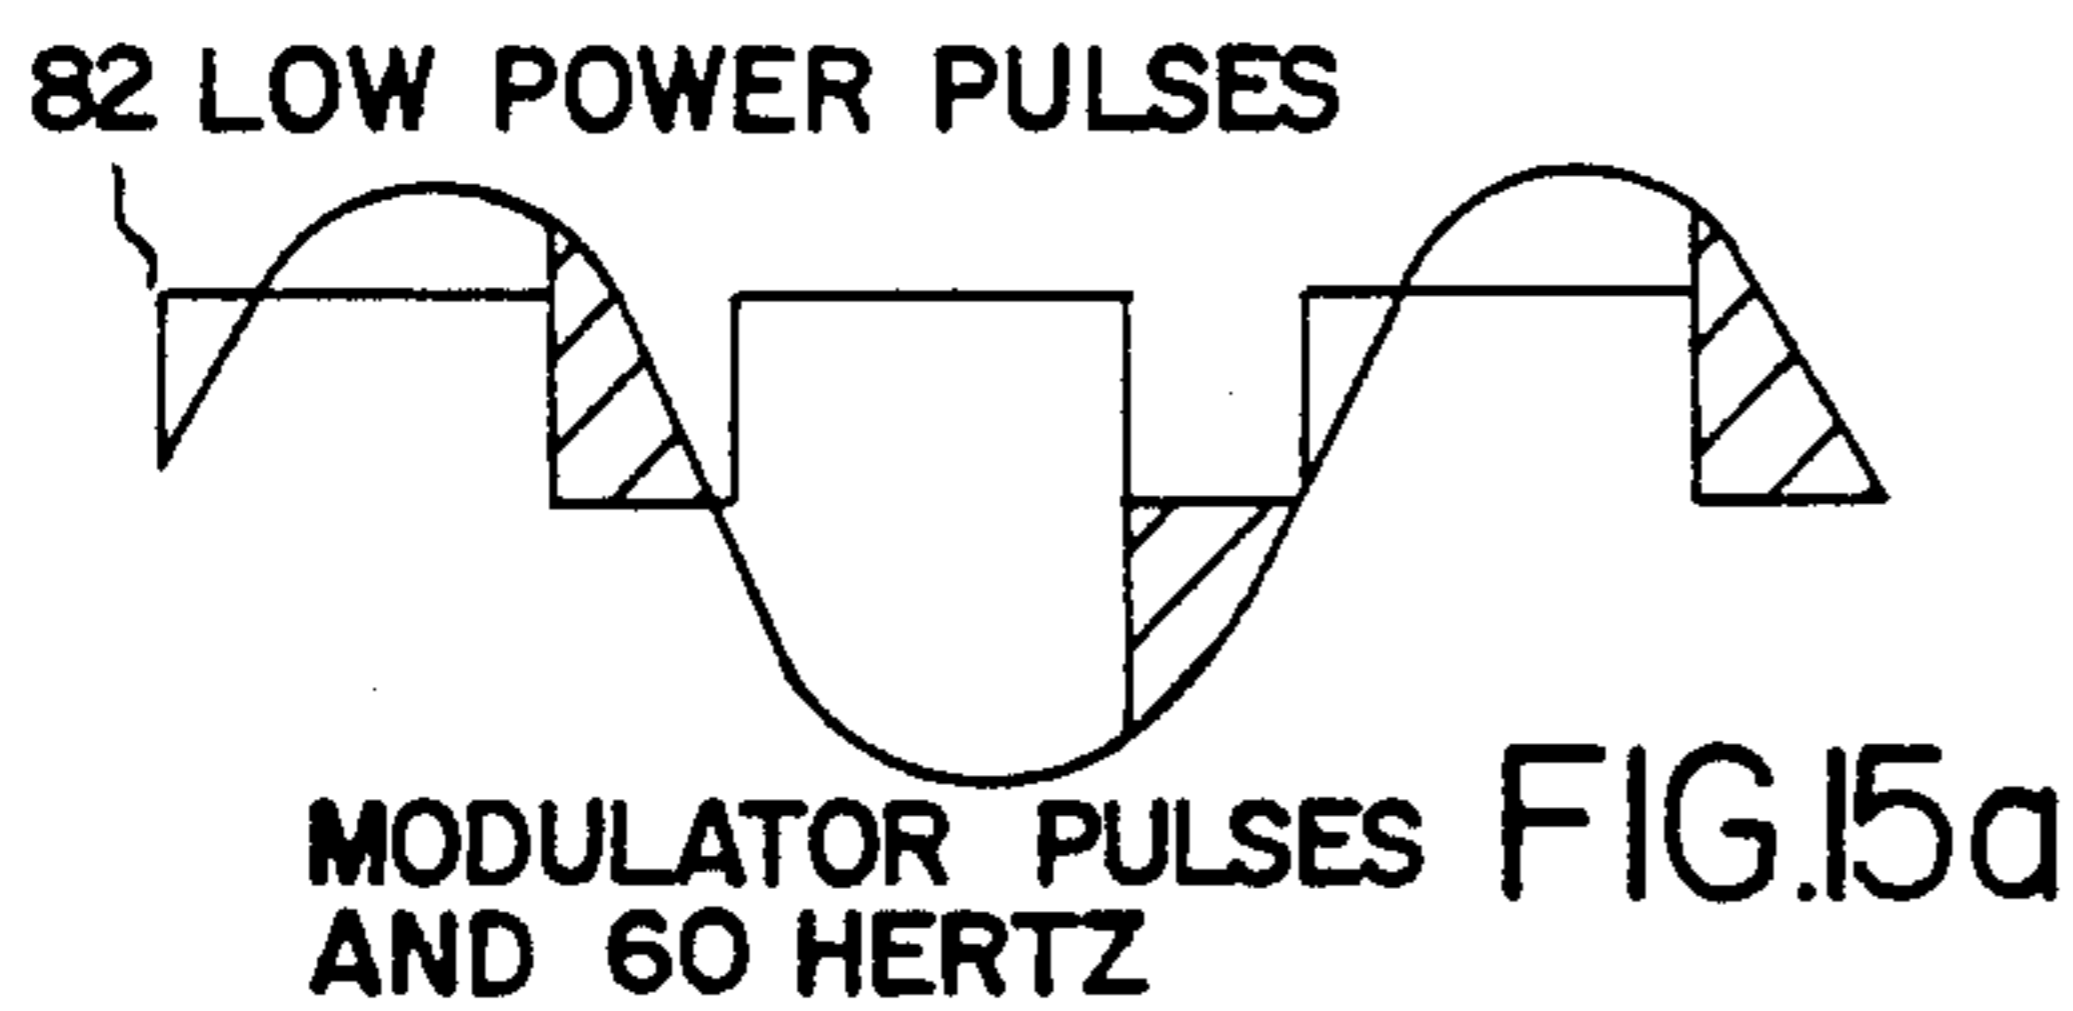 82 LOW POWER PULSES
MODULATOR PULSES
AND 60 HERTZ
FIG.15a